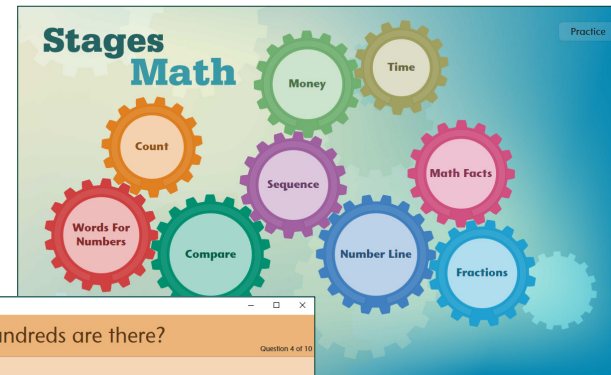 Stages
Math
Practice
Money
Time
Count
Sequence
Math Facts
Words For
Numbers
Compare
Number Line
Fractions
are there?
Question 4 of 10